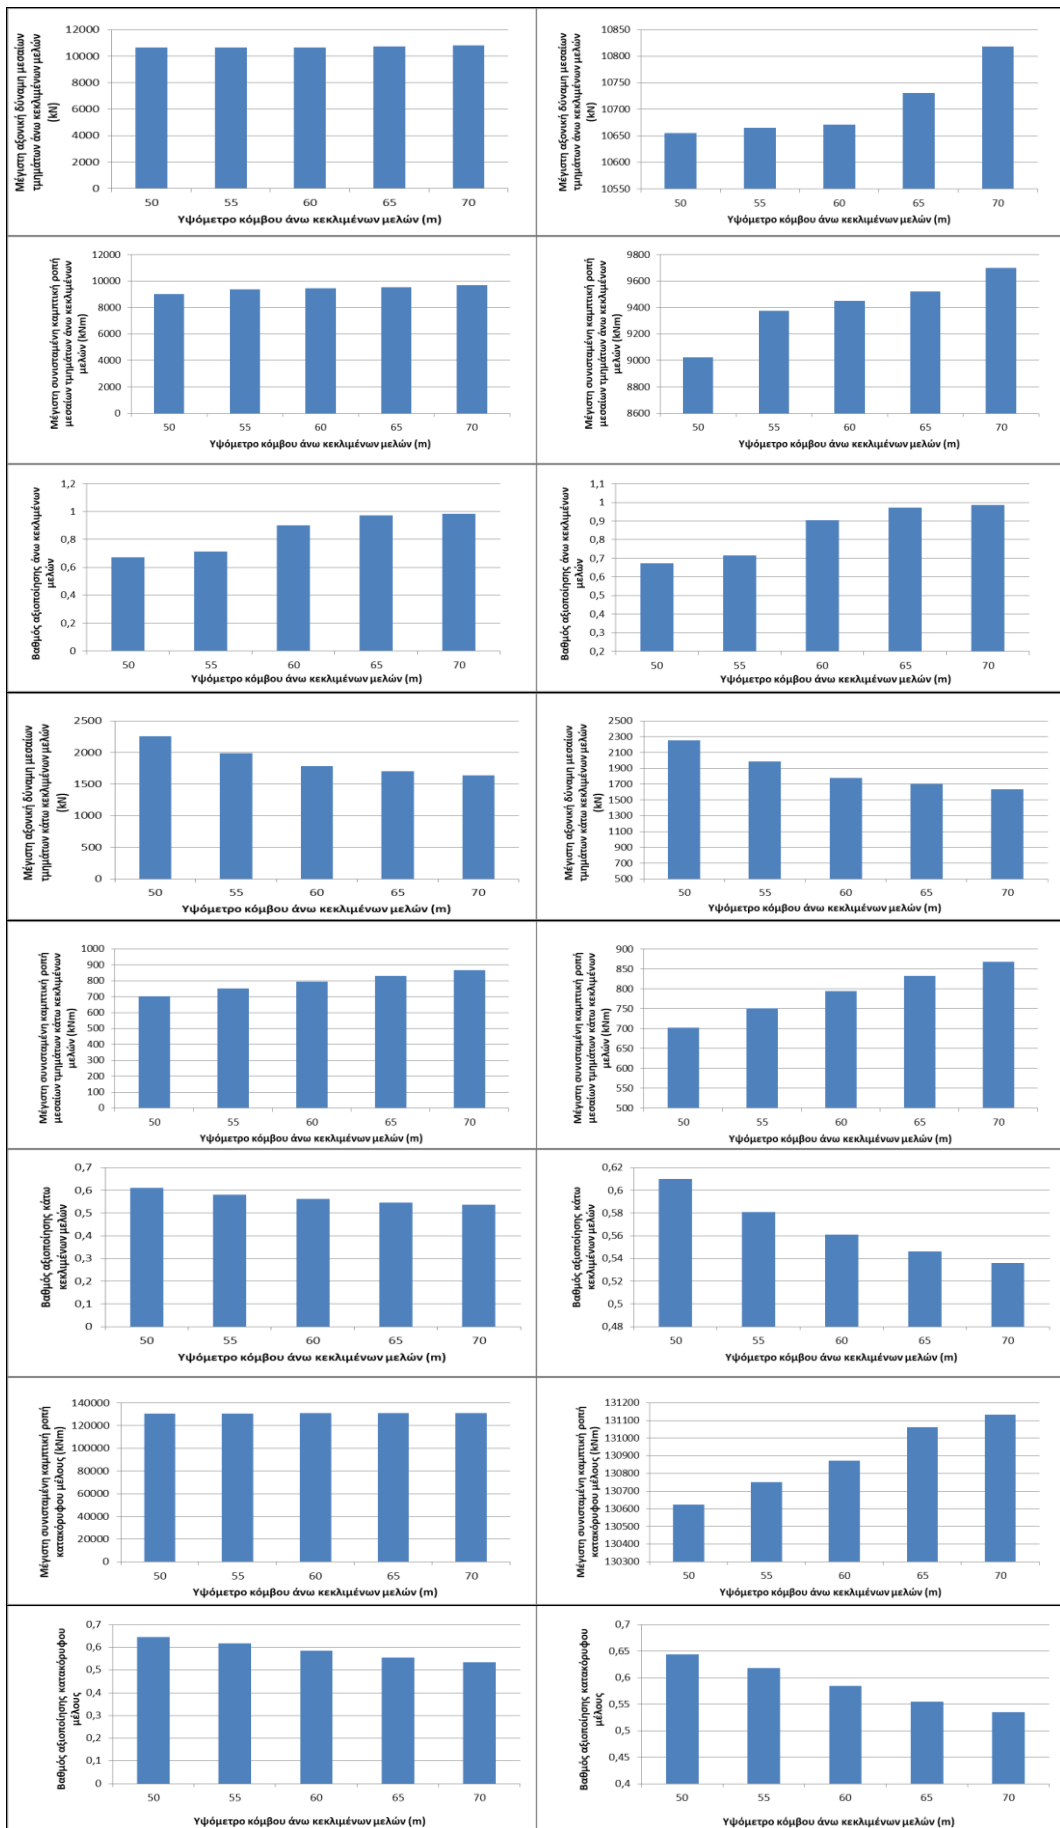 Μέγιστη αξονική δύναμη μεσαίων
τμημάτων άνω κεκλιμένων μελών
(kN)
12000
10000
8000
6000
4000
2000
0
50 55 60 65 70
Υψόμετρο κόμβου άνω κεκλιμένων μελών (m)
Μέγιστη αξονική δύναμη μεσαίων
τμημάτων άνω κεκλιμένων μελών
(kN)
10850
10800
10750
10700
10650
10600
10550
50 55 60 65 70
Υψόμετρο κόμβου άνω κεκλιμένων μελών (m)
Μέγιστη συνισταμένη καμπτική ροπή
μεσαίων τμημάτων άνω κεκλιμένων
μελών (kNm)
12000
10000
8000
6000
4000
2000
0
50 55 60 65 70
Υψόμετρο κόμβου άνω κεκλιμένων μελών (m)
Μέγιστη συνισταμένη καμπτική ροπή
μεσαίων τμημάτων άνω κεκλιμένων
μελών (kNm)
9800
9600
9400
9200
9000
8800
8600
50 55 60 65 70
Υψόμετρο κόμβου άνω κεκλιμένων μελών (m)
Βαθμός αξιοποίησης άνω κεκλιμένων
μελών
1,2
1
0,8
0,6
0,4
0,2
0
50 55 60 65 70
Υψόμετρο κόμβου άνω κεκλιμένων μελών (m)
Βαθμός αξιοποίησης άνω κεκλιμένων
μελών
1,1
1
0,9
0,8
0,7
0,6
0,5
0,4
0,3
0,2
50 55 60 65 70
Υψόμετρο κόμβου άνω κεκλιμένων μελών (m)
Μέγιστη αξονική δύναμη μεσαίων
τμημάτων κάτω κεκλιμένων μελών
(kN)
2500
2000
1500
1000
500
0
50 55 60 65 70
Υψόμετρο κόμβου άνω κεκλιμένων μελών (m)
Μέγιστη αξονική δύναμη μεσαίων
τμημάτων κάτω κεκλιμένων μελών
(kN)
2500
2300
2100
1900
1700
1500
1300
1100
900
700
500
50 55 60 65 70
Υψόμετρο κόμβου άνω κεκλιμένων μελών (m)
Μέγιστη συνισταμένη καμπτική ροπή
μεσαίων τμημάτων κάτω κεκλιμένων
μελών (kNm)
1000
900
800
700
600
500
400
300
200
100
0
50 55 60 65 70
Υψόμετρο κόμβου άνω κεκλιμένων μελών (m)
Μέγιστη συνισταμένη καμπτική ροπή
μεσαίων τμημάτων κάτω κεκλιμένων
μελών (kNm)
900
850
800
750
700
650
600
550
500
50 55 60 65 70
Υψόμετρο κόμβου άνω κεκλιμένων μελών (m)
Βαθμός αξιοποίησης κάτω
κεκλιμένων μελών
0,7
0,6
0,5
0,4
0,3
0,2
0,1
0
50 55 60 65 70
Υψόμετρο κόμβου άνω κεκλιμένων μελών (m)
Βαθμός αξιοποίησης κάτω
κεκλιμένων μελών
0,62
0,6
0,58
0,56
0,54
0,52
0,5
0,48
50 55 60 65 70
Υψόμετρο κόμβου άνω κεκλιμένων μελών (m)
Μέγιστη συνισταμένη καμπτική ροπή
κατακόρυφου μέλους (kNm)
140000
120000
100000
80000
60000
40000
20000
0
50 55 60 65 70
Υψόμετρο κόμβου άνω κεκλιμένων μελών (m)
Μέγιστη συνισταμένη καμπτική ροπή
κατακόρυφου μέλους (kNm)
131200
131100
131000
130900
130800
130700
130600
130500
130400
130300
50 55 60 65 70
Υψόμετρο κόμβου άνω κεκλιμένων μελών (m)
Βαθμός αξιοποίησης κατακόρυφου
μέλους
0,7
0,6
0,5
0,4
0,3
0,2
0,1
0
50 55 60 65 70
Υψόμετρο κόμβου άνω κεκλιμένων μελών (m)
Βαθμός αξιοποίησης κατακόρυφου
μέλους
0,7
0,65
0,6
0,55
0,5
0,45
0,4
50 55 60 65 70
Υψόμετρο κόμβου άνω κεκλιμένων μελών (m)